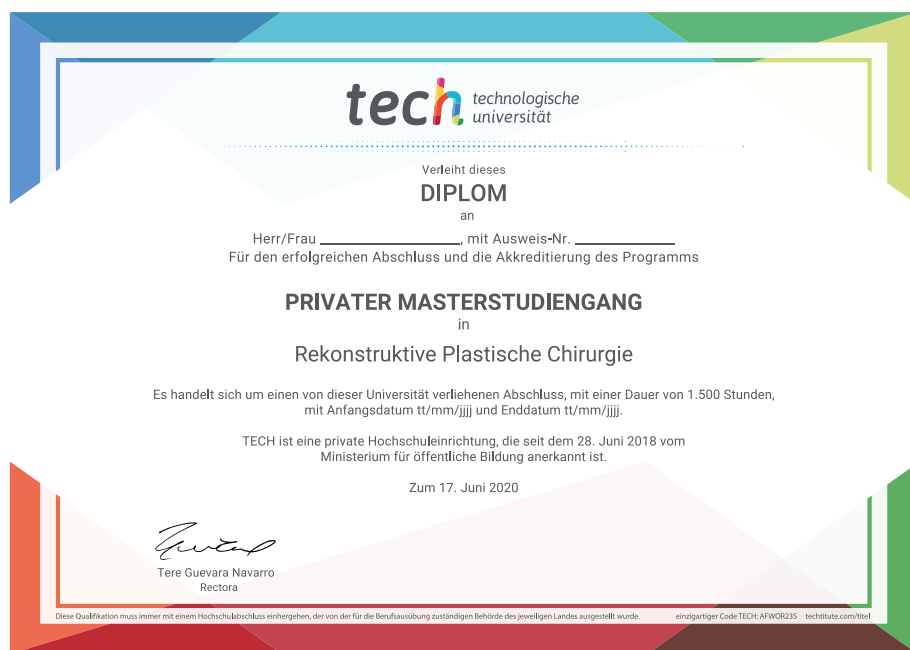 tech technologische
universität
Verleiht dieses
DIPLOM
an
Herr/Frau ____________________, mit Ausweis-Nr. ______________
Für den erfolgreichen Abschluss und die Akkreditierung des Programms
PRIVATER MASTERSTUDIENGANG
in
Rekonstruktive Plastische Chirurgie
Es handelt sich um einen von dieser Universität verliehenen Abschluss, mit einer Dauer von 1.500 Stunden,
mit Anfangsdatum tt/mm/jjjj und Enddatum tt/mm/jjjj.
TECH ist eine private Hochschuleinrichtung, die seit dem 28. Juni 2018 vom
Ministerium für öffentliche Bildung anerkannt ist.
Zum 17. Juni 2020
Tere Guevara Navarro
Rectora
Diese Qualifikation muss immer mit einem Hochschulabschluss einhergehen, der von der für die Berufsausübung zuständigen Behörde des jeweiligen Landes ausgestellt wurde. einzigartiger Code TECH: AFWOR23S techtitute.com/titel